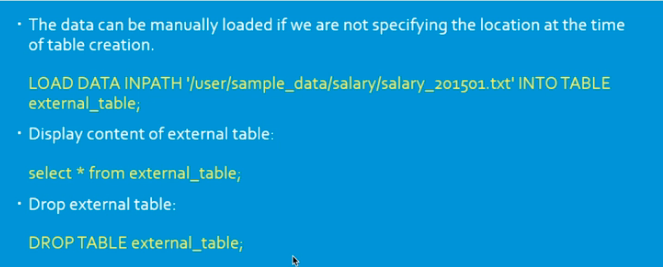 • The data can be manually loaded if we are not specifying the location at the time
of table creation.
LOAD DATA INPATH '/user/sample_data/salary/salary_201501.txt' INTO TABLE
external_table;
• Display content of external table:
select * from external_table;
• Drop external table:
DROP TABLE external_table;